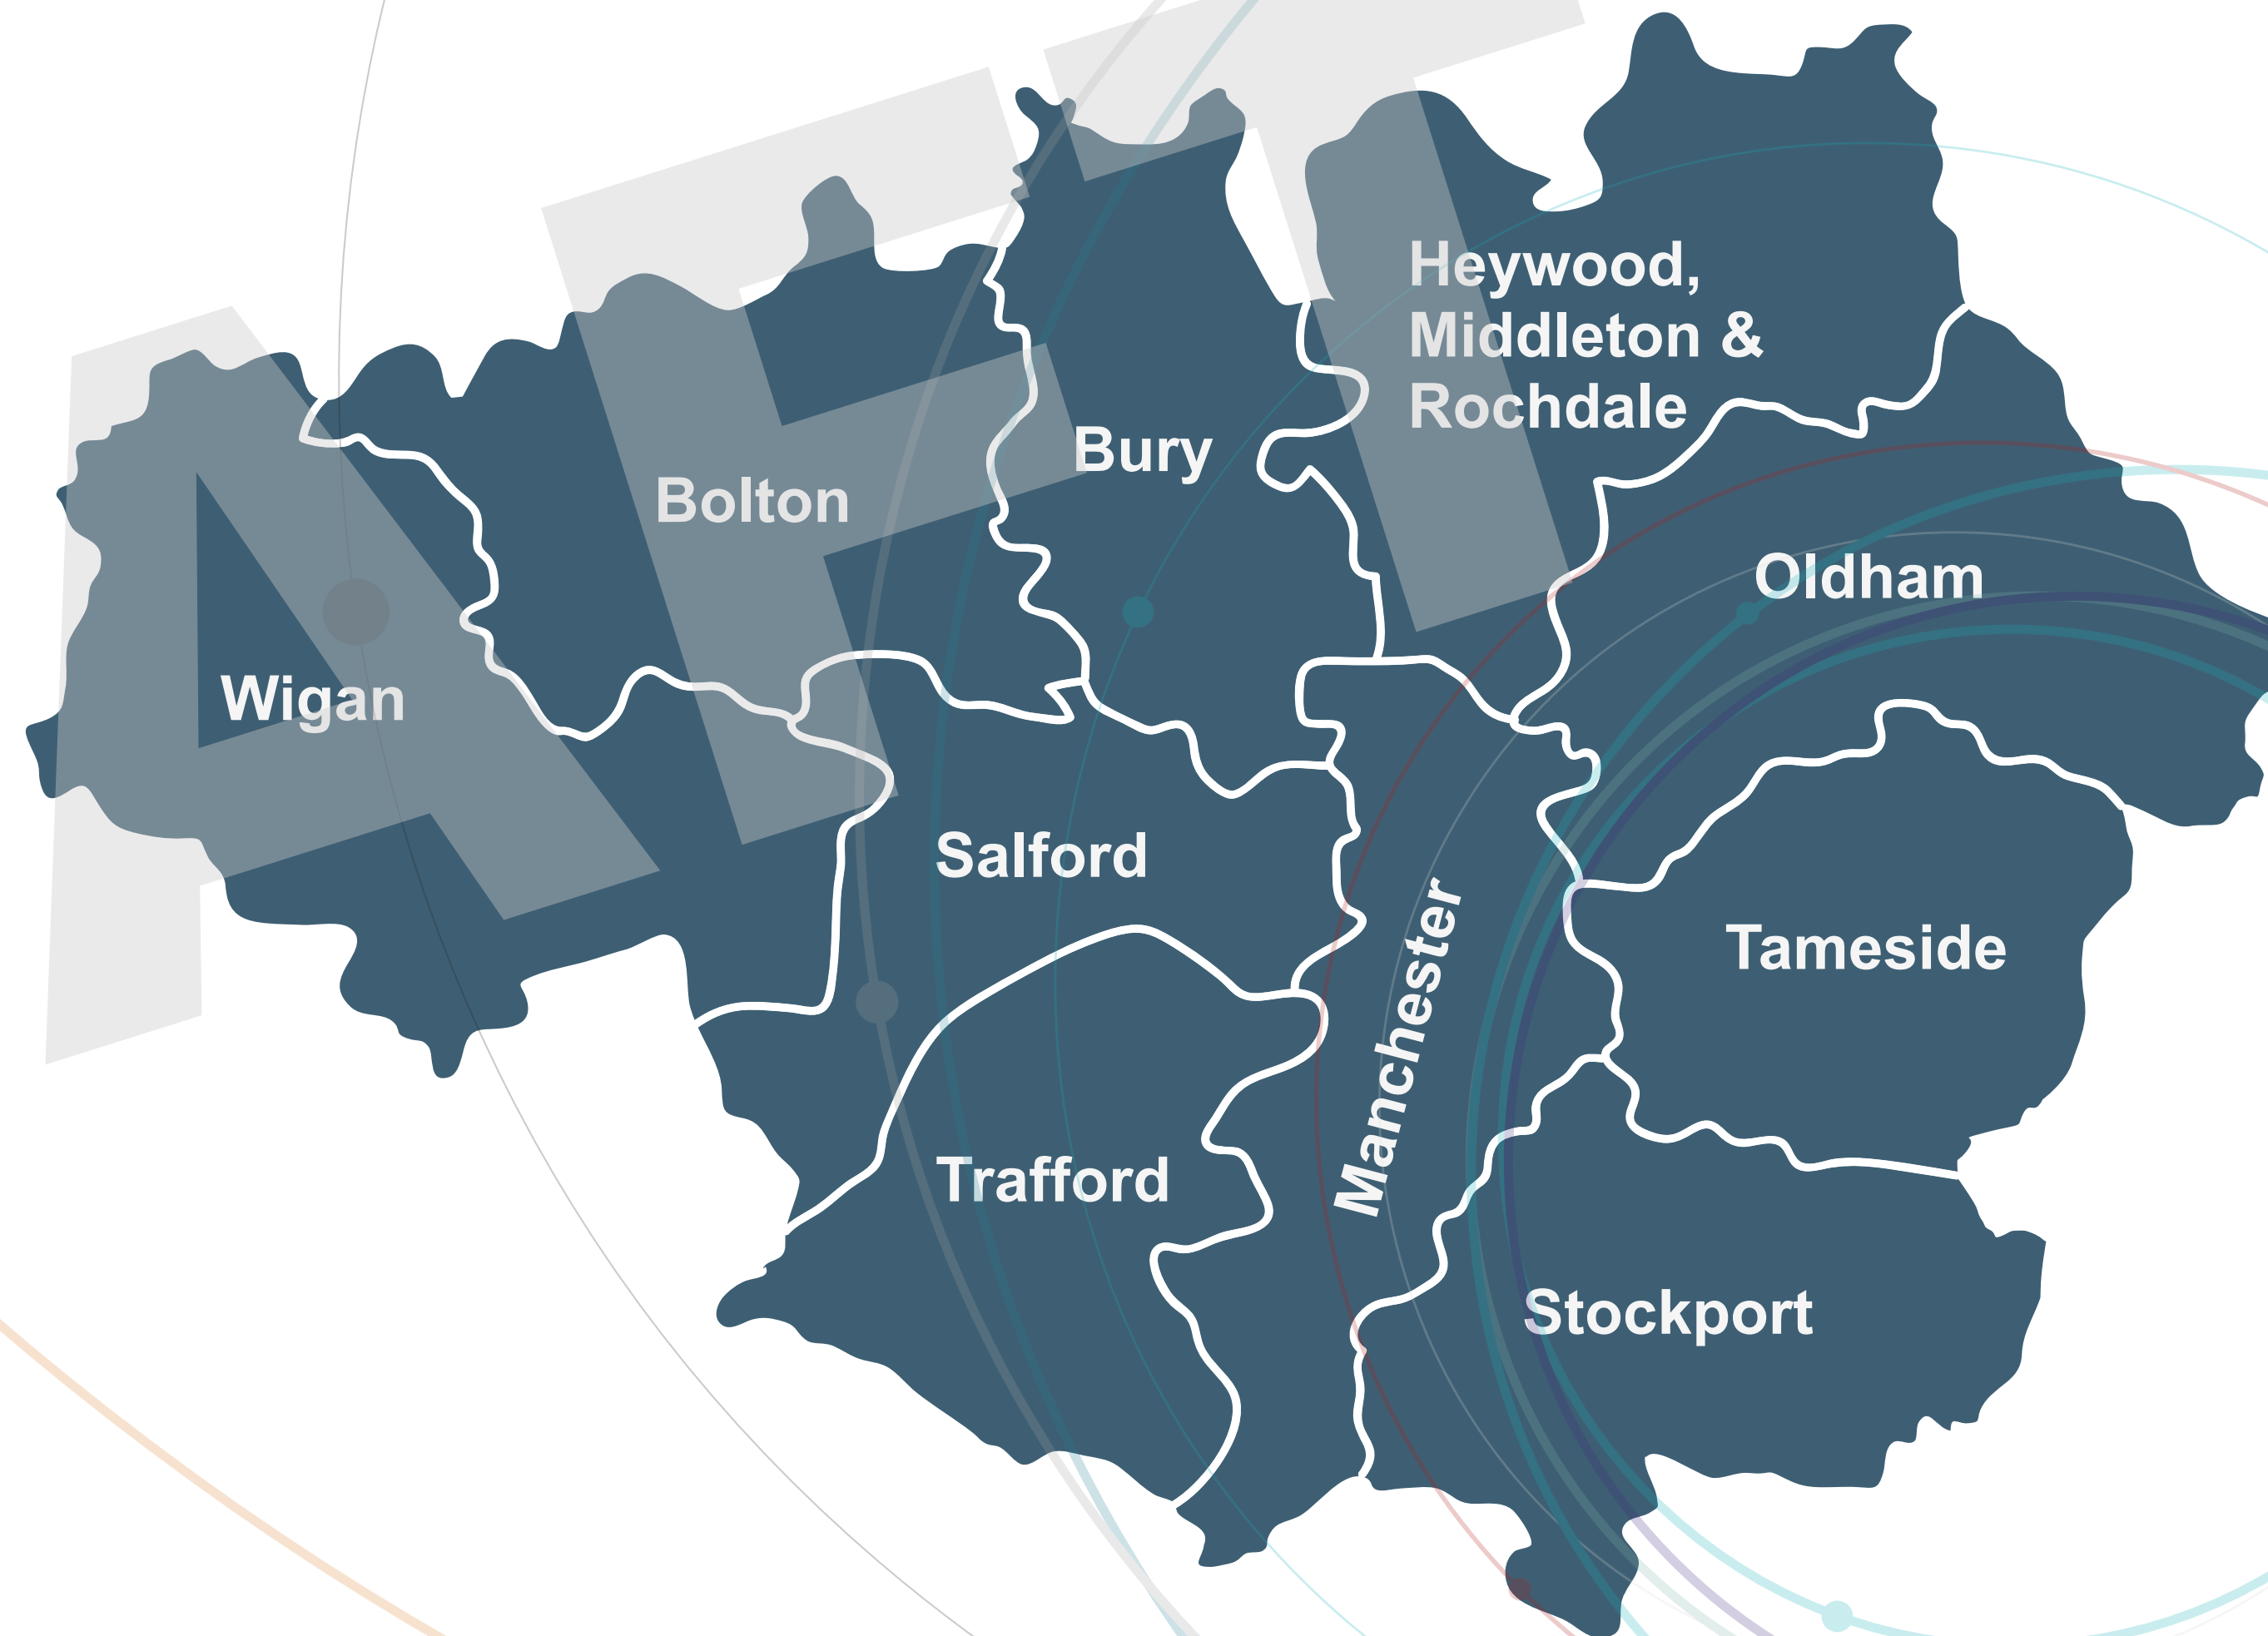 Heywood,
Middleton &
Rochdale
Bury
Bolton
Oldham
Wigan
Salford
Manchester
Tameside
Trafford
Stockport